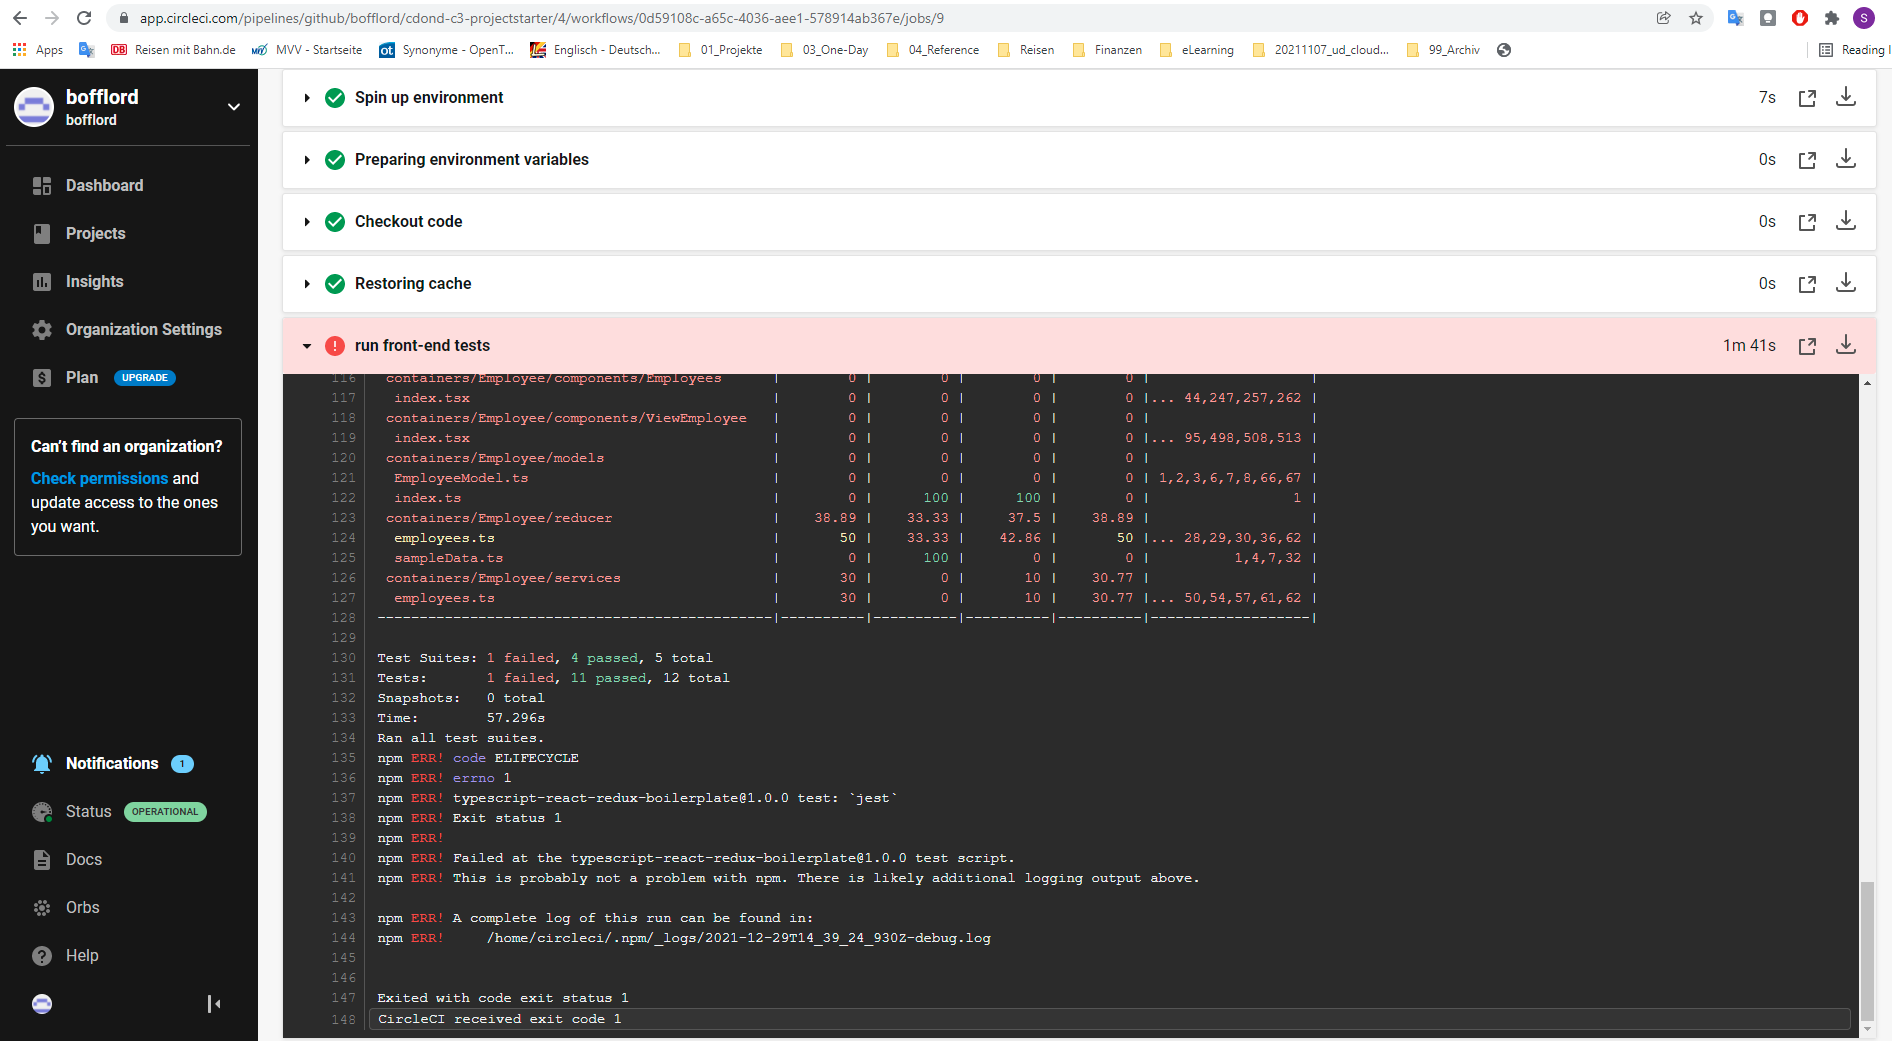 app.circleci.com/pipelines/github/bofflord/cdond-c3-projectstarter/4/workflows/0d59108c-a65c-4036-aee1-578914ab367e/jobs/9
S
Apps DB Reisen mit Bahn.de MVV - Startseite ot Synonyme - OpenT... Englisch - Deutsch... 01_Projekte 03_One-Day 04_Reference Reisen Finanzen eLearning 20211107_ud_cloud... 99_Archiv Reading l
bofflord
bofflord
Dashboard
Projects
Insights
Organization Settings
Plan UPGRADE
Can't find an organization?
Check permissions and
update access to the ones
you want.
Notifications 1
Status OPERATIONAL
Docs
Orbs
Help
Spin up environment 7s
Preparing environment variables 0s
Checkout code 0s
Restoring cache 0s
run front-end tests 1m 41s
116 containers/Employee/components/Employees | 0 | 0 | 0 | 0 | |
117 index.tsx | 0 | 0 | 0 | 0 |... 44,247,257,262 |
118 containers/Employee/components/ViewEmployee | 0 | 0 | 0 | 0 | |
119 index.tsx | 0 | 0 | 0 | 0 |... 95,498,508,513 |
120 containers/Employee/models | 0 | 0 | 0 | 0 | |
121 EmployeeModel.ts | 0 | 0 | 0 | 0 | 1,2,3,6,7,8,66,67 |
122 index.ts | 0 | 100 | 100 | 0 | 1 |
123 containers/Employee/reducer | 38.89 | 33.33 | 37.5 | 38.89 | |
124 employees.ts | 50 | 33.33 | 42.86 | 50 |... 28,29,30,36,62 |
125 sampleData.ts | 0 | 100 | 0 | 0 | 1,4,7,32 |
126 containers/Employee/services | 30 | 0 | 10 | 30.77 | |
127 employees.ts | 30 | 0 | 10 | 30.77 |... 50,54,57,61,62 |
128 -----------------------------------------------|----------|----------|----------|----------|-------------------|
129
130 Test Suites: 1 failed, 4 passed, 5 total
131 Tests: 1 failed, 11 passed, 12 total
132 Snapshots: 0 total
133 Time: 57.296s
134 Ran all test suites.
135 npm ERR! code ELIFECYCLE
136 npm ERR! errno 1
137 npm ERR! typescript-react-redux-boilerplate@1.0.0 test: `jest`
138 npm ERR! Exit status 1
139 npm ERR!
140 npm ERR! Failed at the typescript-react-redux-boilerplate@1.0.0 test script.
141 npm ERR! This is probably not a problem with npm. There is likely additional logging output above.
142
143 npm ERR! A complete log of this run can be found in:
144 npm ERR! /home/circleci/.npm/_logs/2021-12-29T14_39_24_930Z-debug.log
145
146
147 Exited with code exit status 1
148 CircleCI received exit code 1